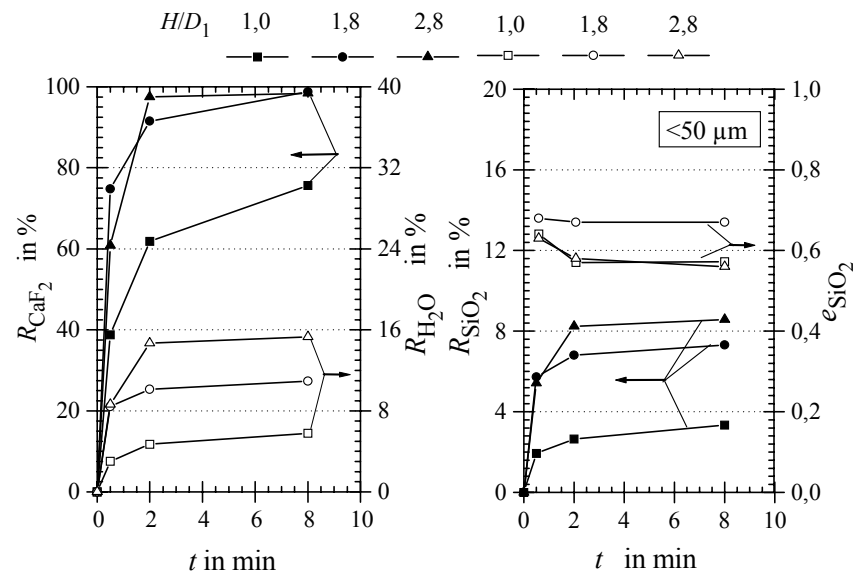 H/D1 1,0 1,8 2,8 1,0 1,8 2,8
100
80
60
40
20
0
RCaF2 in %
40
32
24
16
8
0
RH2O in %
0 2 4 6 8 10
t in min
20
16
12
8
4
0
RSiO2 in %
<50 µm
1,0
0,8
0,6
0,4
0,2
0,0
eSiO2
0 2 4 6 8 10
t in min